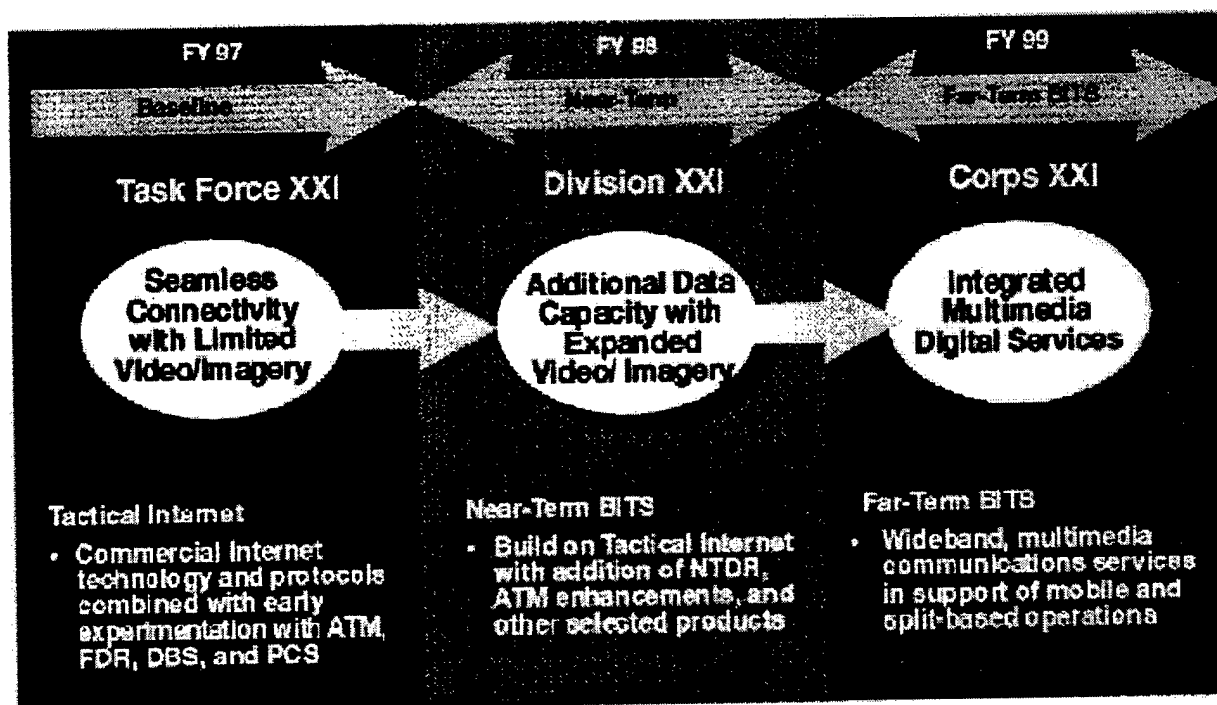 FY 97
Baseline
Task Force XXI
Seamless
Connectivity
with Limited
Video/Imagery
Tactical Internet
• Commercial Internet
technology and protocols
combined with early
experimentation with ATM,
FDR, DBS, and PCS
FY 98
Near-Term
Division XXI
Additional Data
Capacity with
Expanded
Video/ Imagery
Near-Term BITS
• Build on Tactical Internet
with addition of NTDR,
ATM enhancements, and
other selected products
FY 99
Far-Term BITS
Corps XXI
Integrated
Multimedia
Digital Services
Far-Term BITS
• Wideband, multimedia
communications services
in support of mobile and
split-based operations